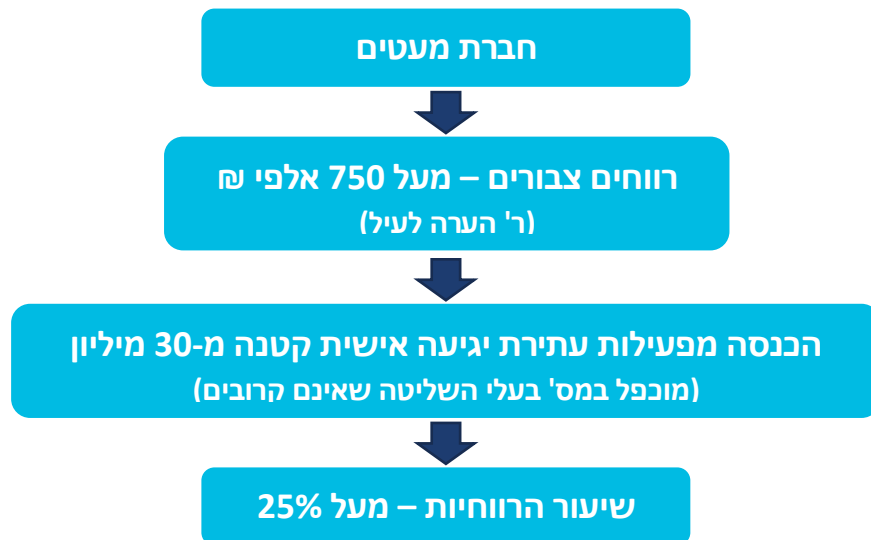 חברת מעטים
רווחים צבורים – מעל 750 אלפי ₪
(ר' הערה לעיל)
הכנסה מפעילות עתירת יגיעה אישית קטנה מ-30 מיליון
(מוכפל במס' בעלי השליטה שאינם קרובים)
שיעור הרווחיות – מעל 25%